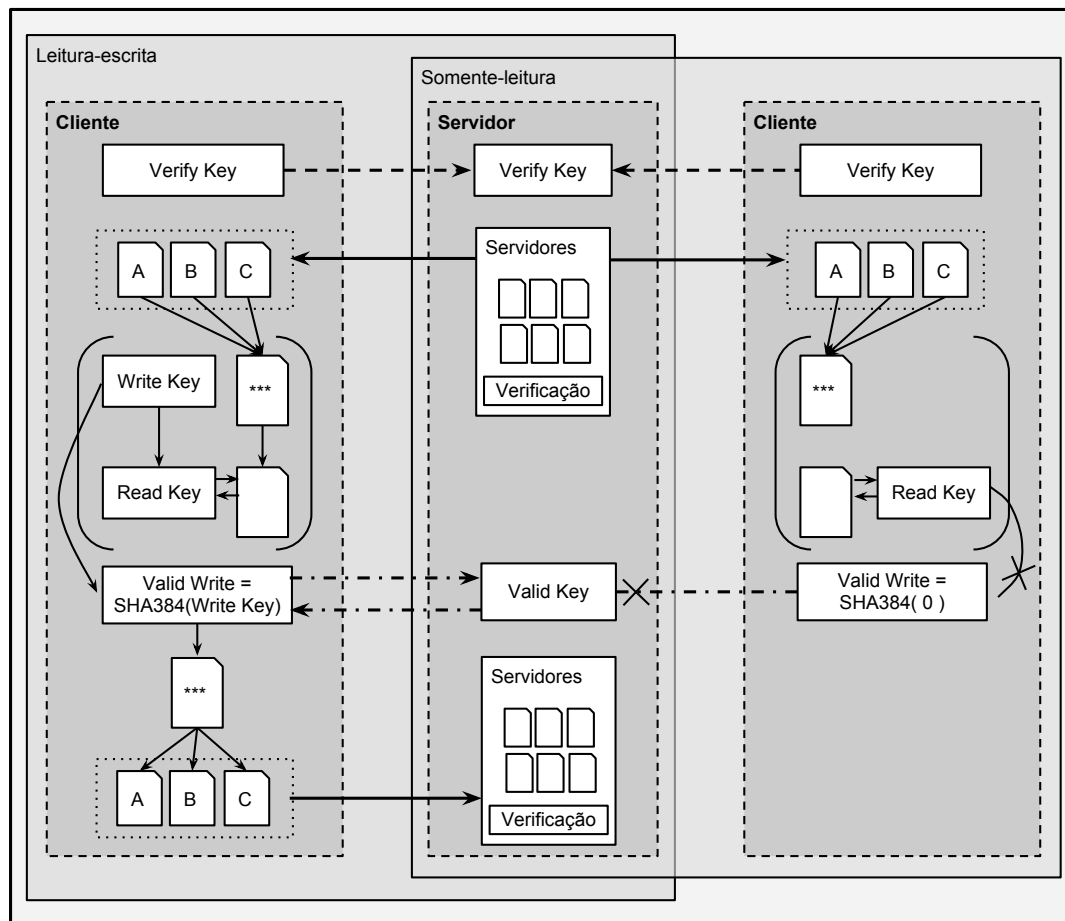 Leitura-escrita
Somente-leitura
Cliente
Servidor
Cliente
Verify Key
Verify Key
Verify Key
A
B
C
Servidores
Verificação
A
B
C
Write Key
***
Read Key
***
Read Key
Valid Write =
SHA384(Write Key)
Valid Key
Valid Write =
SHA384( 0 )
***
Servidores
Verificação
A
B
C